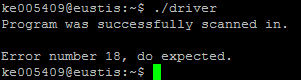 ke005409@eustis:~$ ./driver
Program was successfully scanned in.
Error number 18, do expected.
ke005409@eustis:~$